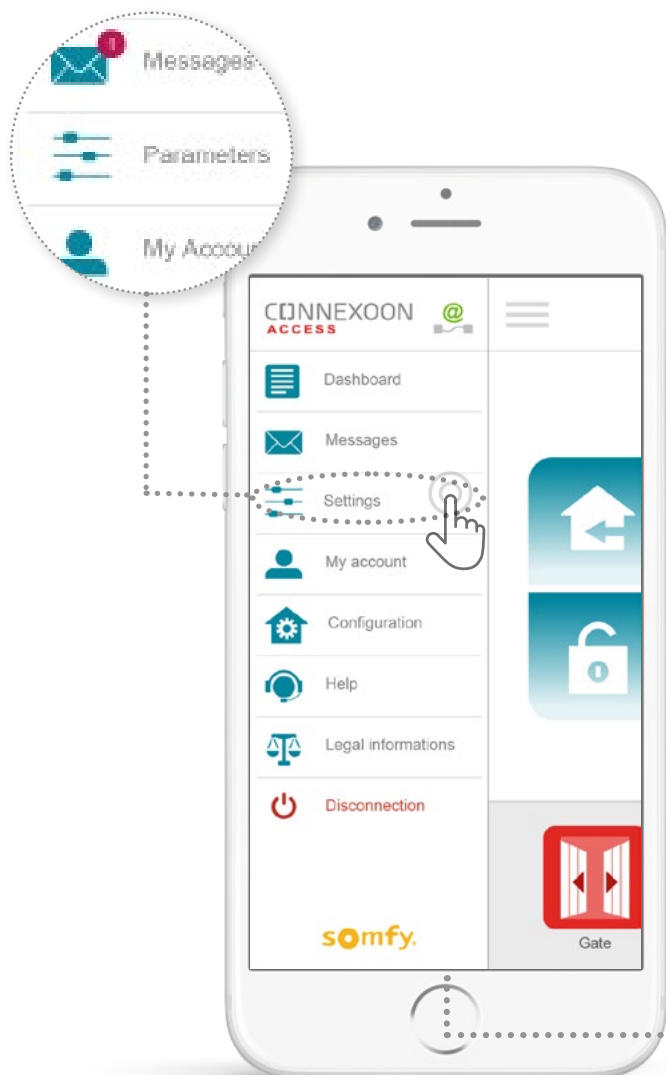 1
Messages
Parameters
My Accou
CONNEXOON
ACCESS
@
Dashboard
Messages
Settings
My account
Configuration
Help
Legal informations
Disconnection
somfy.
Gate